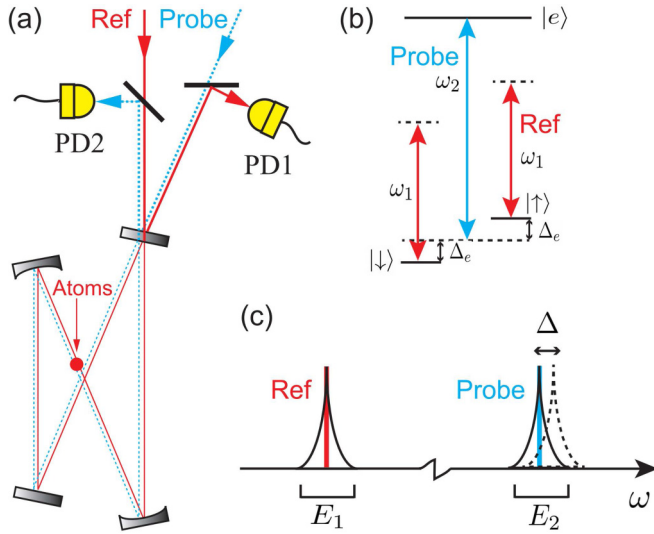 (a)
Ref
Probe
PD2
PD1
Atoms
(b)
|e⟩
Probe
ω₂
Ref
ω₁
ω₁
|↑⟩
Δₑ
|↓⟩
Δₑ
(c)
Δ
Ref
Probe
E₁
E₂
ω